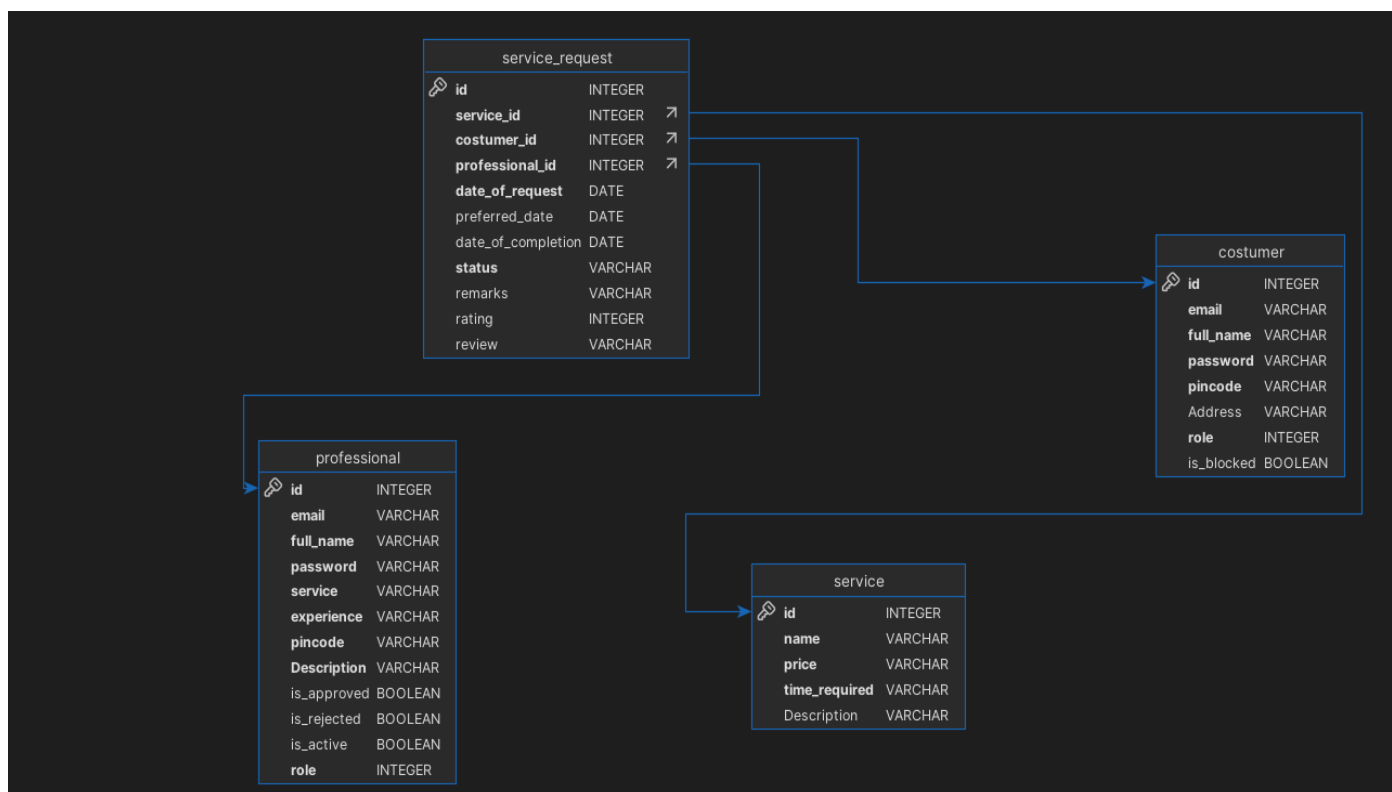 service_request
id INTEGER
service_id INTEGER
costumer_id INTEGER
professional_id INTEGER
date_of_request DATE
preferred_date DATE
date_of_completion DATE
status VARCHAR
remarks VARCHAR
rating INTEGER
review VARCHAR
costumer
id INTEGER
email VARCHAR
full_name VARCHAR
password VARCHAR
pincode VARCHAR
Address VARCHAR
role INTEGER
is_blocked BOOLEAN
professional
id INTEGER
email VARCHAR
full_name VARCHAR
password VARCHAR
service VARCHAR
experience VARCHAR
pincode VARCHAR
Description VARCHAR
is_approved BOOLEAN
is_rejected BOOLEAN
is_active BOOLEAN
role INTEGER
service
id INTEGER
name VARCHAR
price VARCHAR
time_required VARCHAR
Description VARCHAR